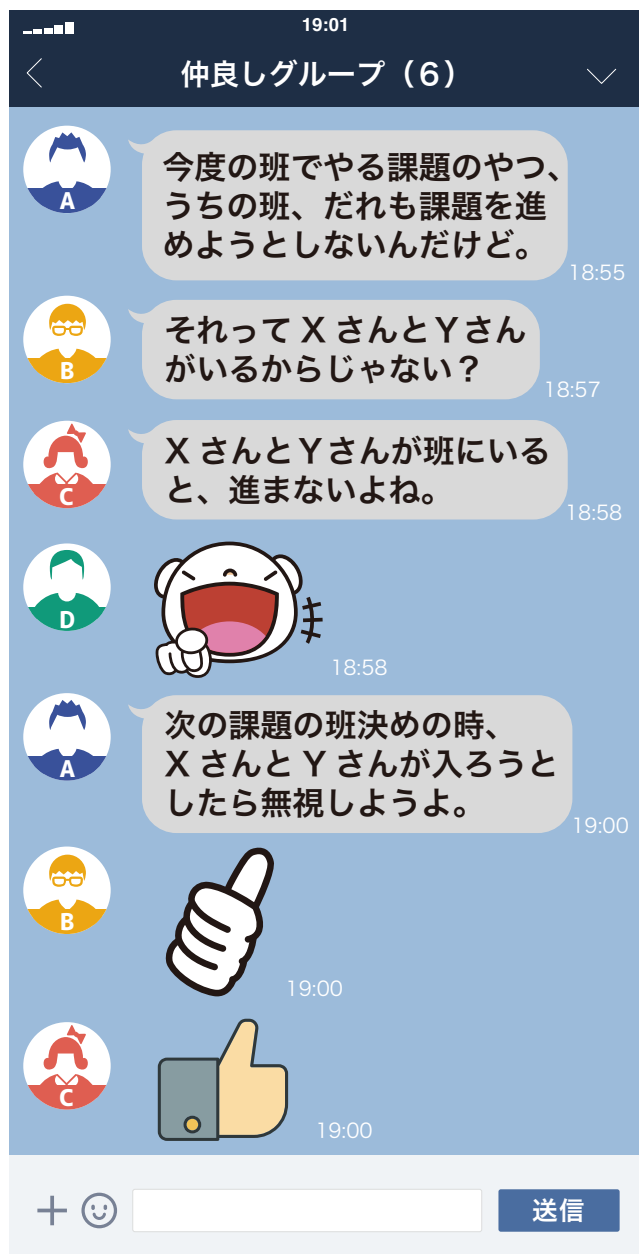 19:01
仲良しグループ（6）
A
今度の班でやる課題のやつ、
うちの班、だれも課題を進
めようとしないんだけど。
18:55
B
それって X さんと Y さん
がいるからじゃない？
18:57
C
X さんと Y さんが班にいる
と、進まないよね。
18:58
D
18:58
A
次の課題の班決めの時、
X さんと Y さんが入ろうと
したら無視しようよ。
19:00
B
19:00
C
19:00
送信